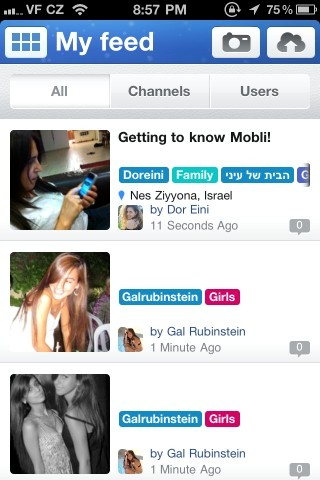 VF CZ 8:57 PM 75%
My feed
All Channels Users
Getting to know Mobli!
Doreini Family הבית של עיני G
Nes Ziyyona, Israel
by Dor Eini
11 Seconds Ago 0
Galrubinstein Girls
by Gal Rubinstein
1 Minute Ago 0
Galrubinstein Girls
by Gal Rubinstein
1 Minute Ago 0